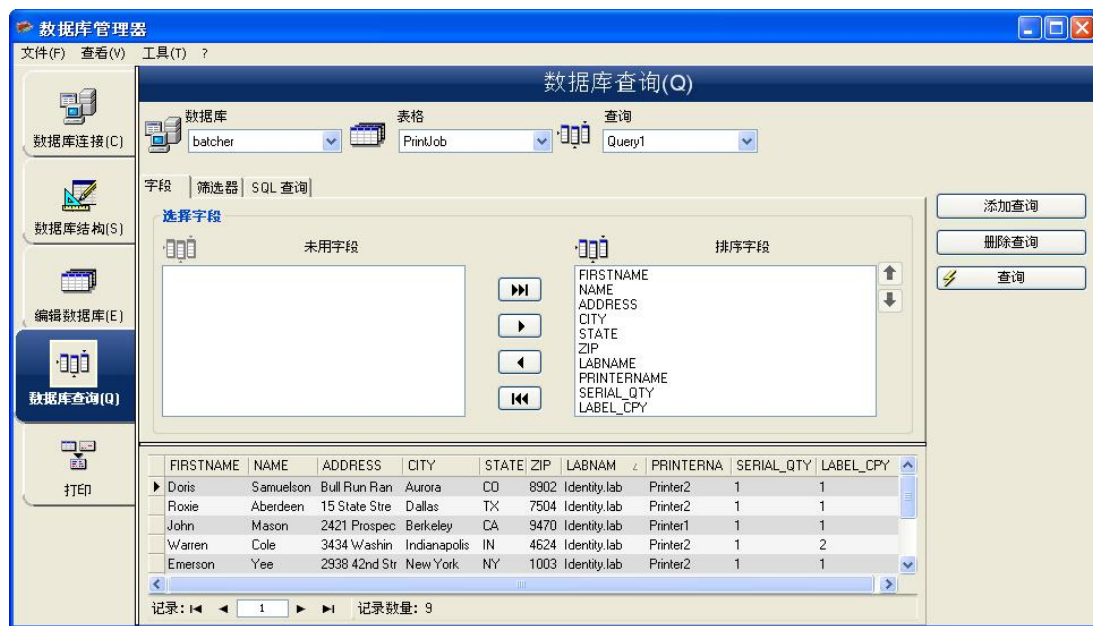 数据库管理器
文件(F) 查看(V) 工具(T) ?
数据库查询(Q)
数据库连接(C)
数据库结构(S)
编辑数据库(E)
数据库查询(Q)
打印
数据库 表格 查询
batcher PrintJob Query1
字段 筛选器 SQL 查询
选择字段
未用字段 排序字段
FIRSTNAME
NAME
ADDRESS
CITY
STATE
ZIP
LABNAME
PRINTERNAME
SERIAL_QTY
LABEL_CPY
添加查询
删除查询
查询
FIRSTNAME NAME ADDRESS CITY STATE ZIP LABNAM PRINTERNA SERIAL_QTY LABEL_CPY
Doris Samuelson Bull Run Ran Aurora CO 8902 Identity.lab Printer2 1 1
Roxie Aberdeen 15 State Stre Dallas TX 7504 Identity.lab Printer2 1 1
John Mason 2421 Prospec Berkeley CA 9470 Identity.lab Printer1 1 1
Warren Cole 3434 Washin Indianapolis IN 4624 Identity.lab Printer2 1 2
Emerson Yee 2938 42nd Str New York NY 1003 Identity.lab Printer2 1 1
记录: 1 记录数量: 9